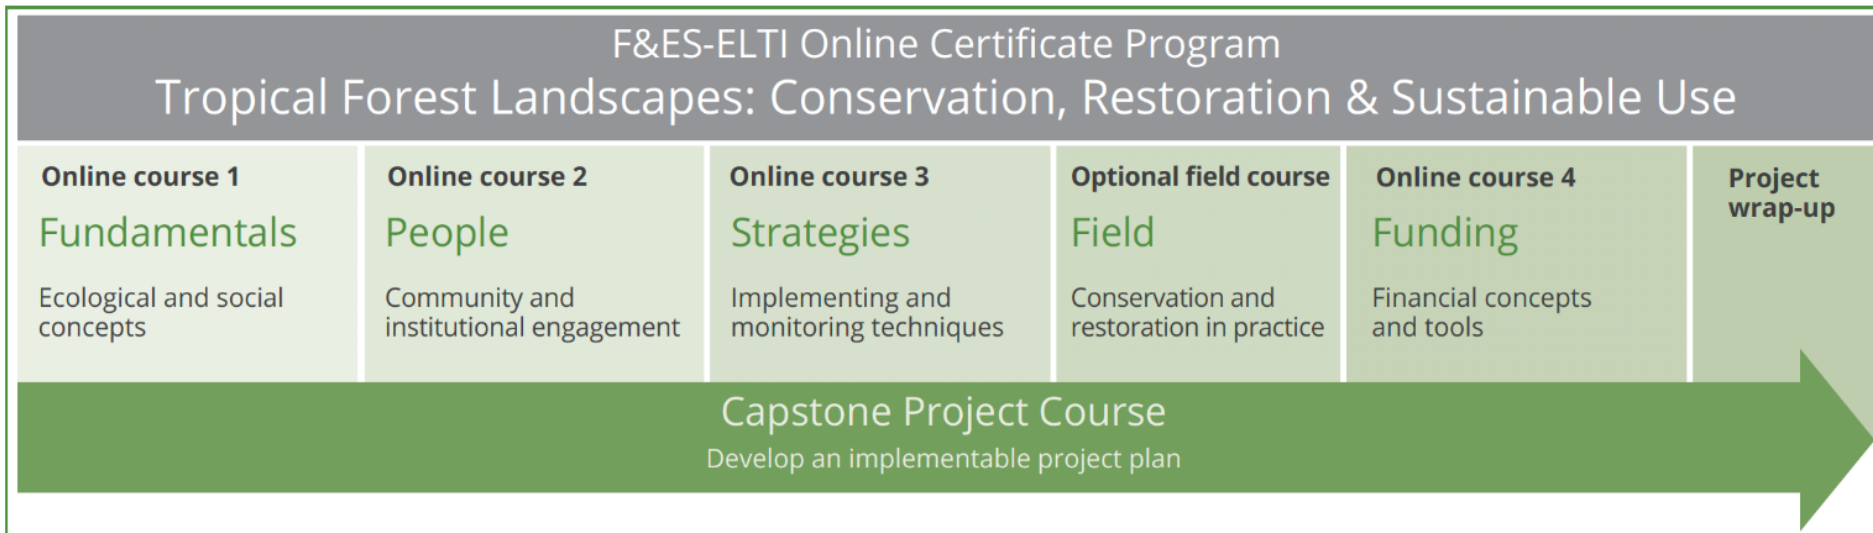 F&ES-ELTI Online Certificate Program
Tropical Forest Landscapes: Conservation, Restoration & Sustainable Use
Online course 1
Fundamentals
Ecological and social
concepts
Online course 2
People
Community and
institutional engagement
Online course 3
Strategies
Implementing and
monitoring techniques
Optional field course
Field
Conservation and
restoration in practice
Online course 4
Funding
Financial concepts
and tools
Project
wrap-up
Capstone Project Course
Develop an implementable project plan